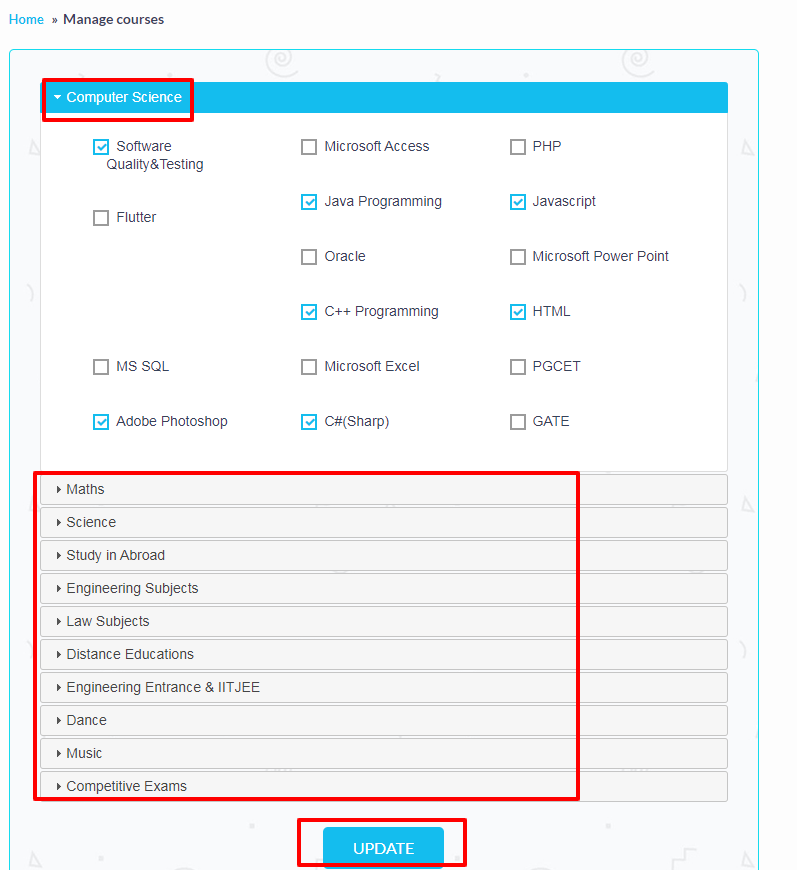 Home » Manage courses
Computer Science
Software Microsoft Access PHP
Quality&Testing
Java Programming Javascript
Flutter
Oracle Microsoft Power Point
C++ Programming HTML
MS SQL Microsoft Excel PGCET
Adobe Photoshop C#(Sharp) GATE
Maths
Science
Study in Abroad
Engineering Subjects
Law Subjects
Distance Educations
Engineering Entrance & IITJEE
Dance
Music
Competitive Exams
UPDATE